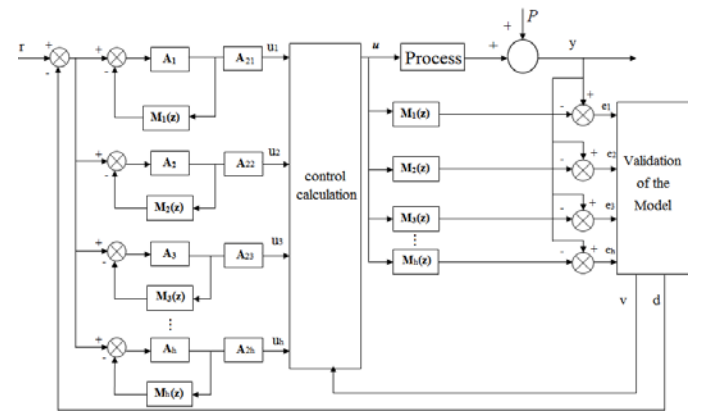 P
r + + A₁ A₂₁ u₁ u Process + + y
- -
M₁(z) M₁(z) - + e₁
+ A₂ A₂₂ u₂
- M₂(z) control calculation M₂(z) - + e₂ Validation of the Model
+ A₃ A₂₃ u₃ M₃(z) - + e₃
- M₃(z) ⋮ ⋮ Mh(z) - + eh
+ Ah A₂h uh v d
- Mh(z)